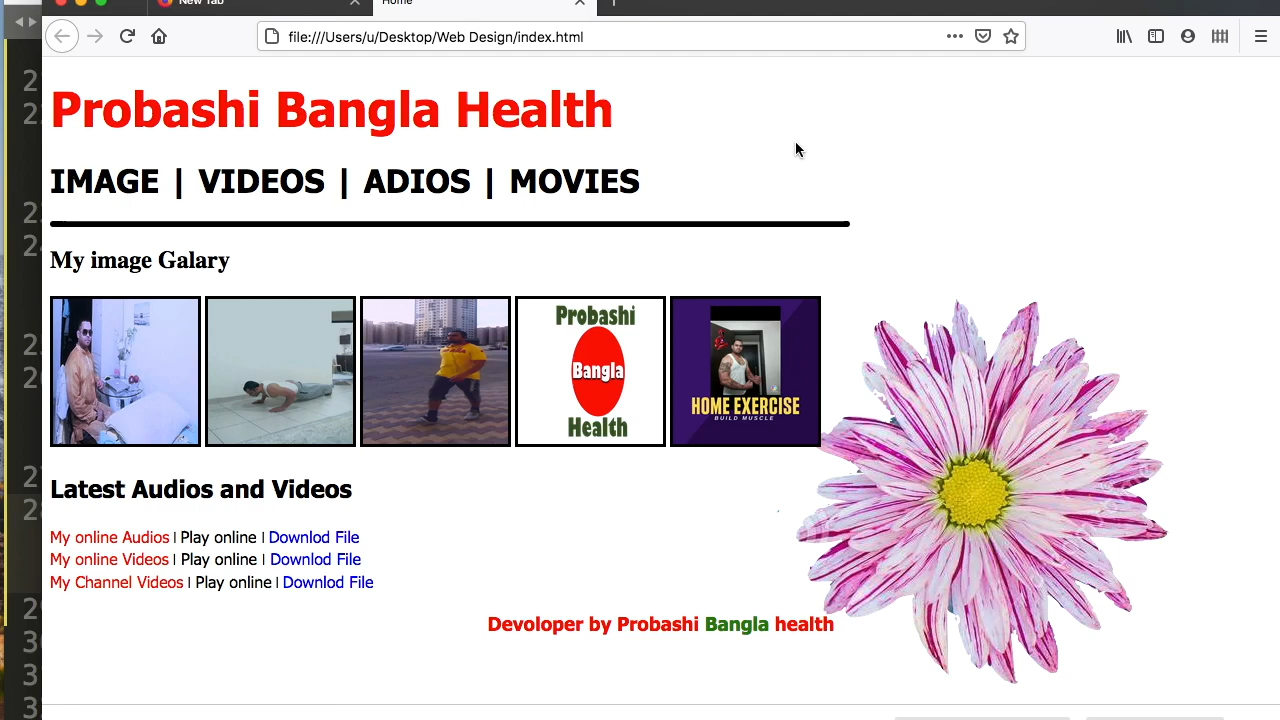 New Tab
Home
file:///Users/u/Desktop/Web Design/index.html
Probashi Bangla Health
IMAGE | VIDEOS | ADIOS | MOVIES
My image Galary
Probashi
Bangla
Health
HOME EXERCISE
BUILD MUSCLE
Latest Audios and Videos
My online Audios | Play online | Downlod File
My online Videos | Play online | Downlod File
My Channel Videos | Play online | Downlod File
Devoloper by Probashi Bangla health